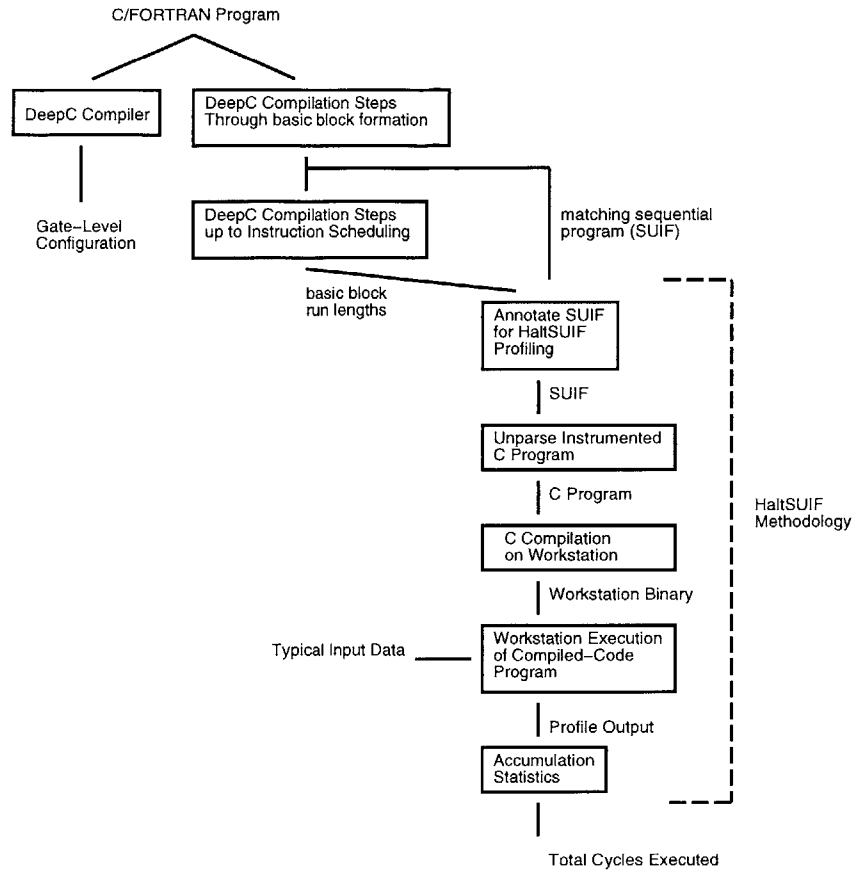 C/FORTRAN Program
DeepC Compiler
DeepC Compilation Steps
Through basic block formation
DeepC Compilation Steps
up to Instruction Scheduling
matching sequential
program (SUIF)
Gate–Level
Configuration
basic block
run lengths
Annotate SUIF
for HaltSUIF
Profiling
SUIF
Unparse Instrumented
C Program
C Program
HaltSUIF
Methodology
C Compilation
on Workstation
Workstation Binary
Typical Input Data
Workstation Execution
of Compiled–Code
Program
Profile Output
Accumulation
Statistics
Total Cycles Executed